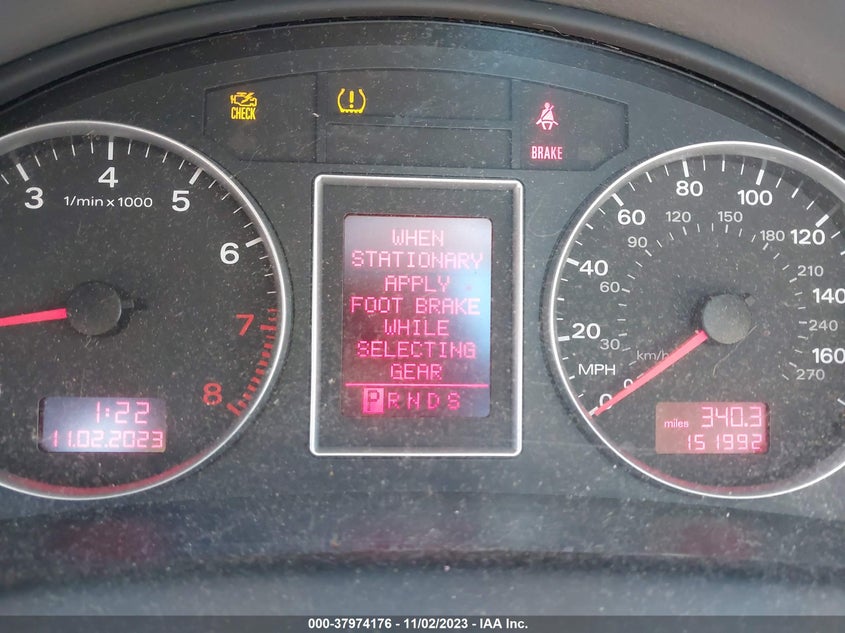 CHECK
BRAKE
3 4 5 6 7 8
1/min x 1000
1:22
11.02.2023
WHEN
STATIONARY
APPLY
FOOT BRAKE
WHILE
SELECTING
GEAR
P R N D S
0 20 40 60 80 100 120 140 160
30 60 90 120 150 180 210 240 270
MPH
km/h
miles 340.3
151992
000-37974176 - 11/02/2023 - IAA Inc.